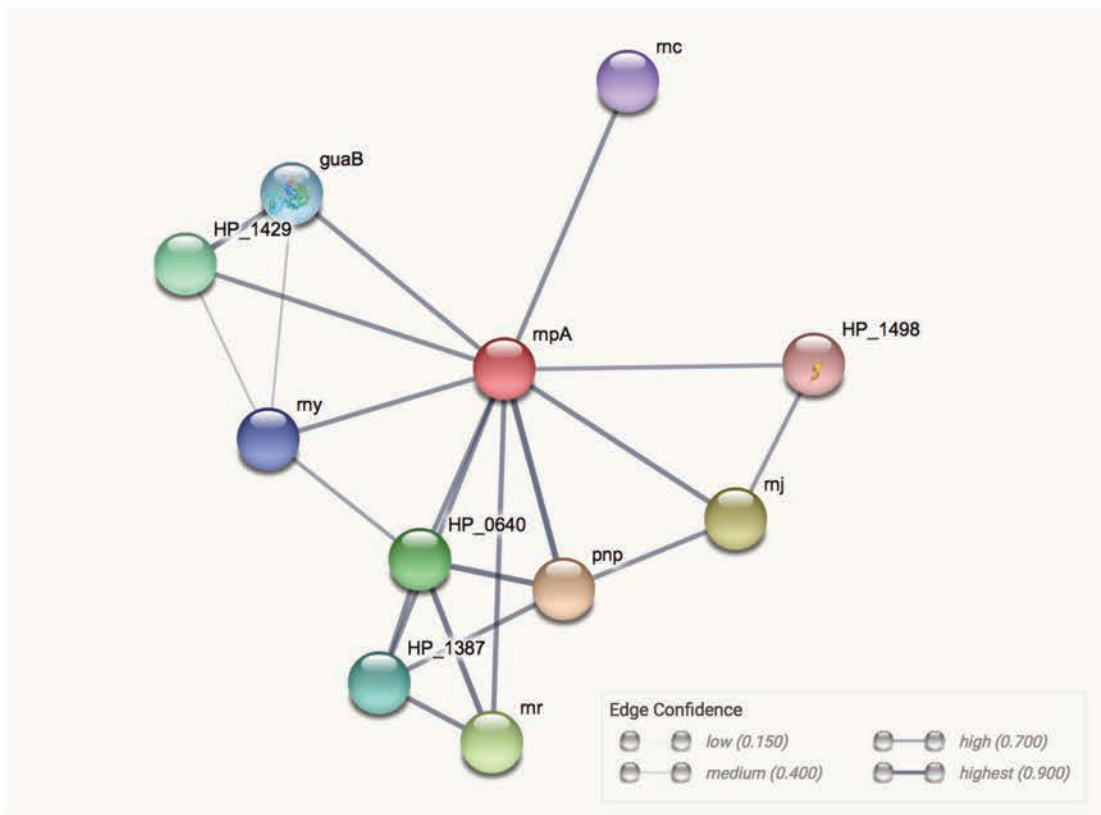 rnc
guaB
HP_1429
rnpA
HP_1498
rny
rnj
HP_0640
pnp
HP_1387
rnr
Edge Confidence
low (0.150)
high (0.700)
medium (0.400)
highest (0.900)